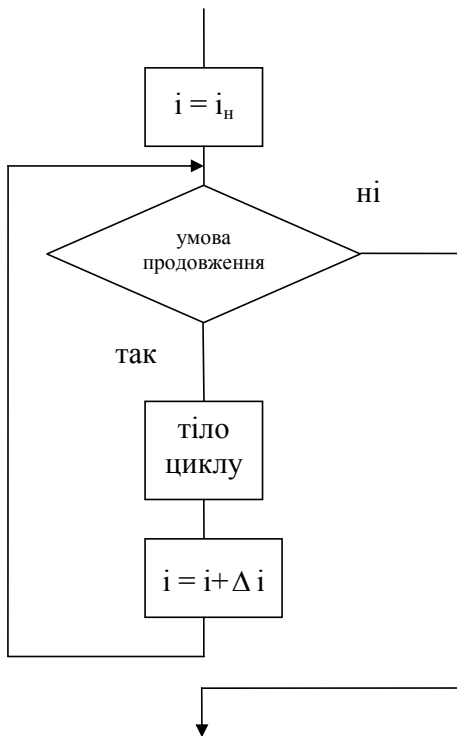 i = iн
ні
умова
продовження
так
тіло
циклу
i = i+ Δ i